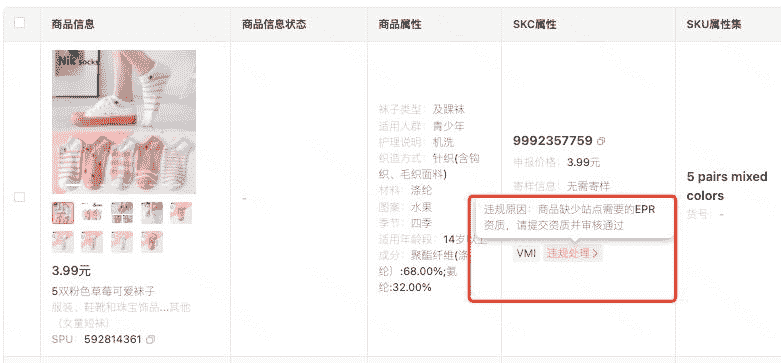 商品信息
商品信息状态
商品属性
SKC属性
SKU属性集
Nik socks
3.99元
5双粉色草莓可爱袜子
服装、鞋靴和珠宝饰品...其他
（女童短袜）
SPU： 592814361
-
袜子类型： 及踝袜
适用人群： 青少年
护理说明： 机洗
织造方式： 针织(含钩
织、毛织面料)
材料： 涤纶
图案： 水果
季节： 四季
适用年龄段： 14岁以上
成分： 聚酯纤维(涤
纶）:68.00%;氨
纶:32.00%
9992357759
申报价格： 3.99元
寄样信息： 无需寄样
违规原因：商品缺少站点需要的EPR
资质，请提交资质并审核通过
VMI 违规处理 >
5 pairs mixed
colors
货号： -